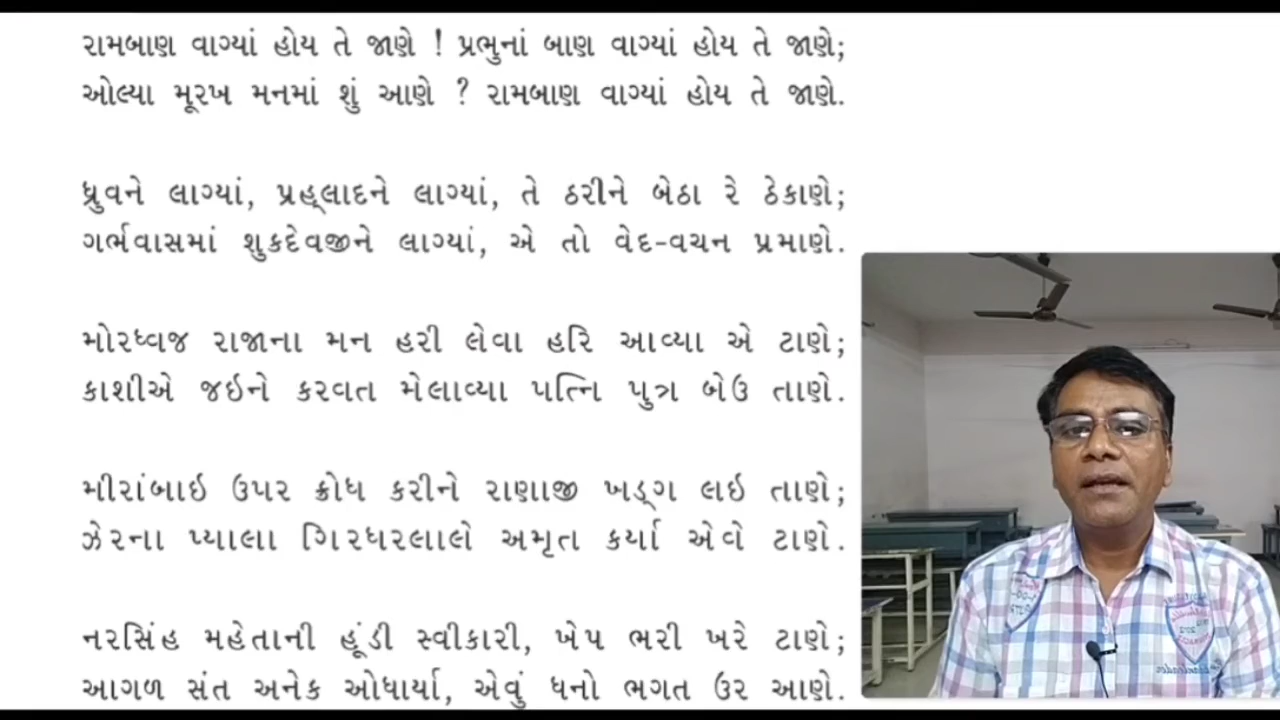 રામબાણ વાગ્યાં હોય તે જાણે ! પ્રભુનાં બાણ વાગ્યાં હોય તે જાણે;
ઓલ્યા મૂરખ મનમાં શું આણે ? રામબાણ વાગ્યાં હોય તે જાણે.
ધ્રુવને લાગ્યાં, પ્રહ્લાદને લાગ્યાં, તે ઠરીને બેઠા રે ઠેકાણે;
ગર્ભવાસમાં શુકદેવજીને લાગ્યાં, એ તો વેદ-વચન પ્રમાણે.
મોરધ્વજ રાજાના મન હરી લેવા હરિ આવ્યા એ ટાણે;
કાશીએ જઇને કરવત મેલાવ્યા પત્નિ પુત્ર બેઉ તાણે.
મીરાંબાઇ ઉપર ક્રોધ કરીને રાણાજી ખડ્ગ લઇ તાણે;
ઝેરના પ્યાલા ગિરધરલાલે અમૃત કર્યા એવે ટાણે.
નરસિંહ મહેતાની હૂંડી સ્વીકારી, ખેપ ભરી ખરે ટાણે;
આગળ સંત અનેક ઓધાર્યા, એવું ધનો ભગત ઉર આણે.